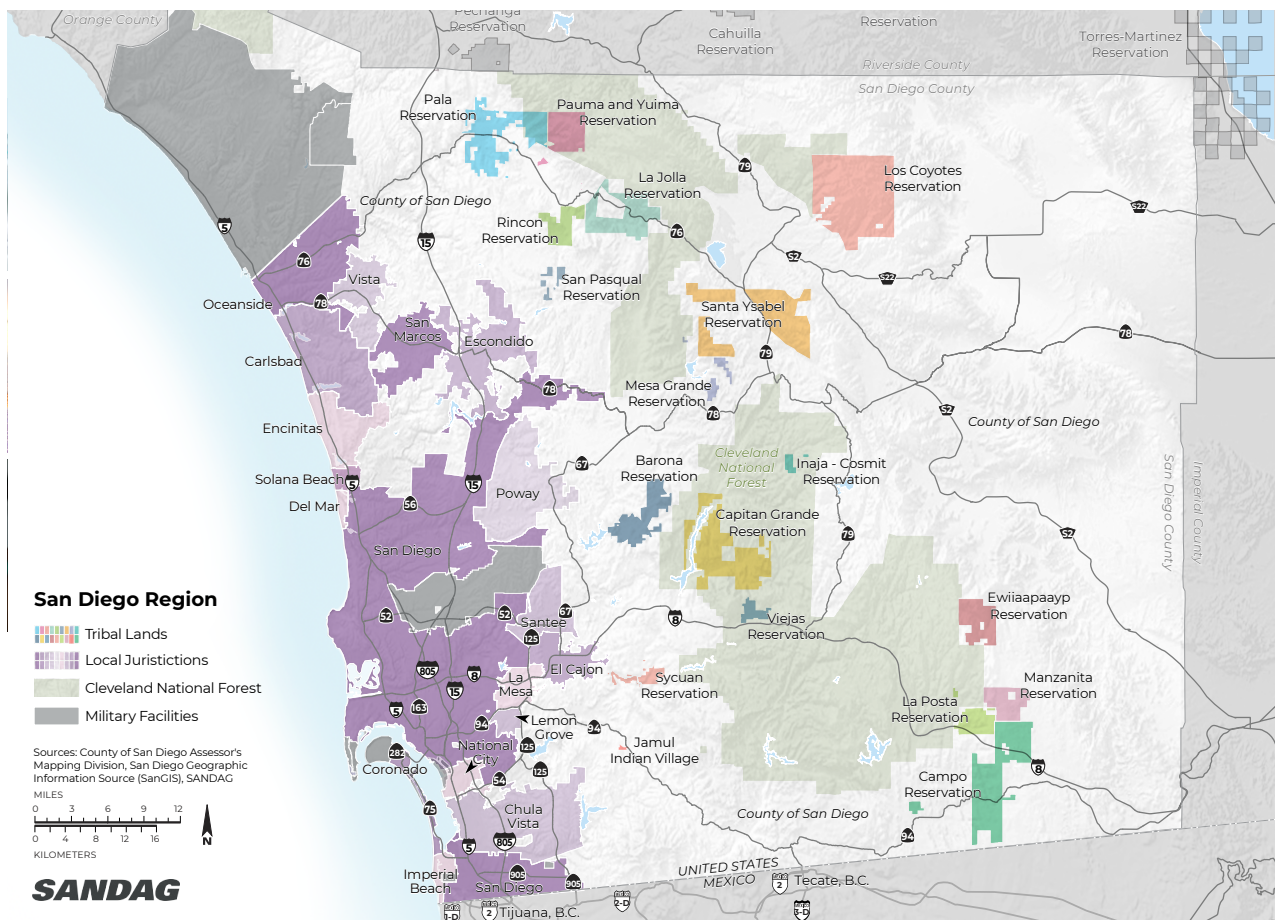 Orange County
Pechanga
Reservation
Cahuilla
Reservation
Reservation
Torres-Martinez
Reservation
Riverside County
San Diego County
Pala
Reservation
Pauma and Yuima
Reservation
79
Los Coyotes
Reservation
La Jolla
Reservation
County of San Diego
S22
5
15
Rincon
Reservation
76
76
S2
S22
Vista
San Pasqual
Reservation
Oceanside
78
Santa Ysabel
Reservation
San
Marcos
Escondido
78
79
Carlsbad
78
Mesa Grande
Reservation
78
S2
County of San Diego
Encinitas
67
Barona
Reservation
Cleveland
National
Forest
Inaja - Cosmit
Reservation
San Diego County
Imperial County
Solana Beach
5
15
Poway
Del Mar
56
Capitan Grande
Reservation
79
S2
San Diego
San Diego Region
Tribal Lands
Local Juristictions
Cleveland National Forest
Military Facilities
52
52
67
Santee
125
8
Viejas
Reservation
Ewiiaapaayp
Reservation
805
8
El Cajon
La
Mesa
15
Sycuan
Reservation
Manzanita
Reservation
5
163
94
Lemon
Grove
94
La Posta
Reservation
Sources: County of San Diego Assessor's
Mapping Division, San Diego Geographic
Information Source (SanGIS), SANDAG
282
Coronado
National
City
125
125
54
Jamul
Indian Village
8
Campo
Reservation
MILES
0 3 6 9 12
0 4 8 12 16
KILOMETERS
N
75
Chula
Vista
County of San Diego
5
805
94
SANDAG
Imperial
Beach
San Diego
905
905
UNITED STATES
MEXICO
2
Tecate, B.C.
1-D
2
Tijuana, B.C.
2-D
3-D